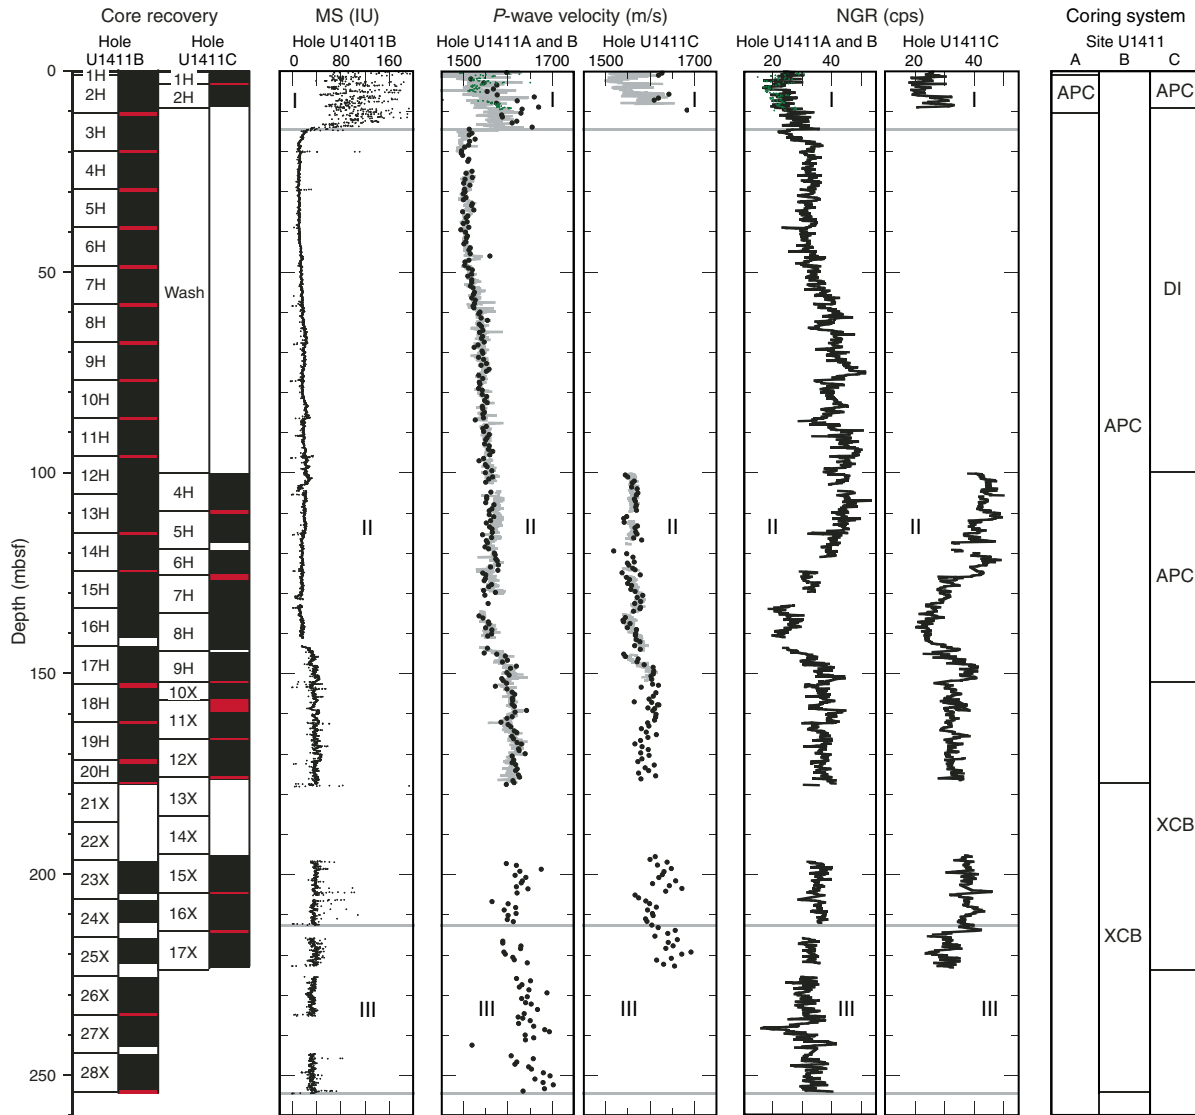 Core recovery MS (IU) P-wave velocity (m/s) NGR (cps) Coring system
Hole U1411B Hole U1411C Hole U14011B Hole U1411A and B Hole U1411C Hole U1411A and B Hole U1411C Site U1411
A B C
0 80 160 1500 1700 1500 1700 20 40 20 40
Depth (mbsf)
0
50
100
150
200
250
1H
2H
3H
4H
5H
6H
7H
8H
9H
10H
11H
12H
13H
14H
15H
16H
17H
18H
19H
20H
21X
22X
23X
24X
25X
26X
27X
28X
1H
2H
Wash
4H
5H
6H
7H
8H
9H
10X
11X
12X
13X
14X
15X
16X
17X
I I I I I
II II II II II
III III III III III
APC
APC
XCB
APC
DI
APC
XCB